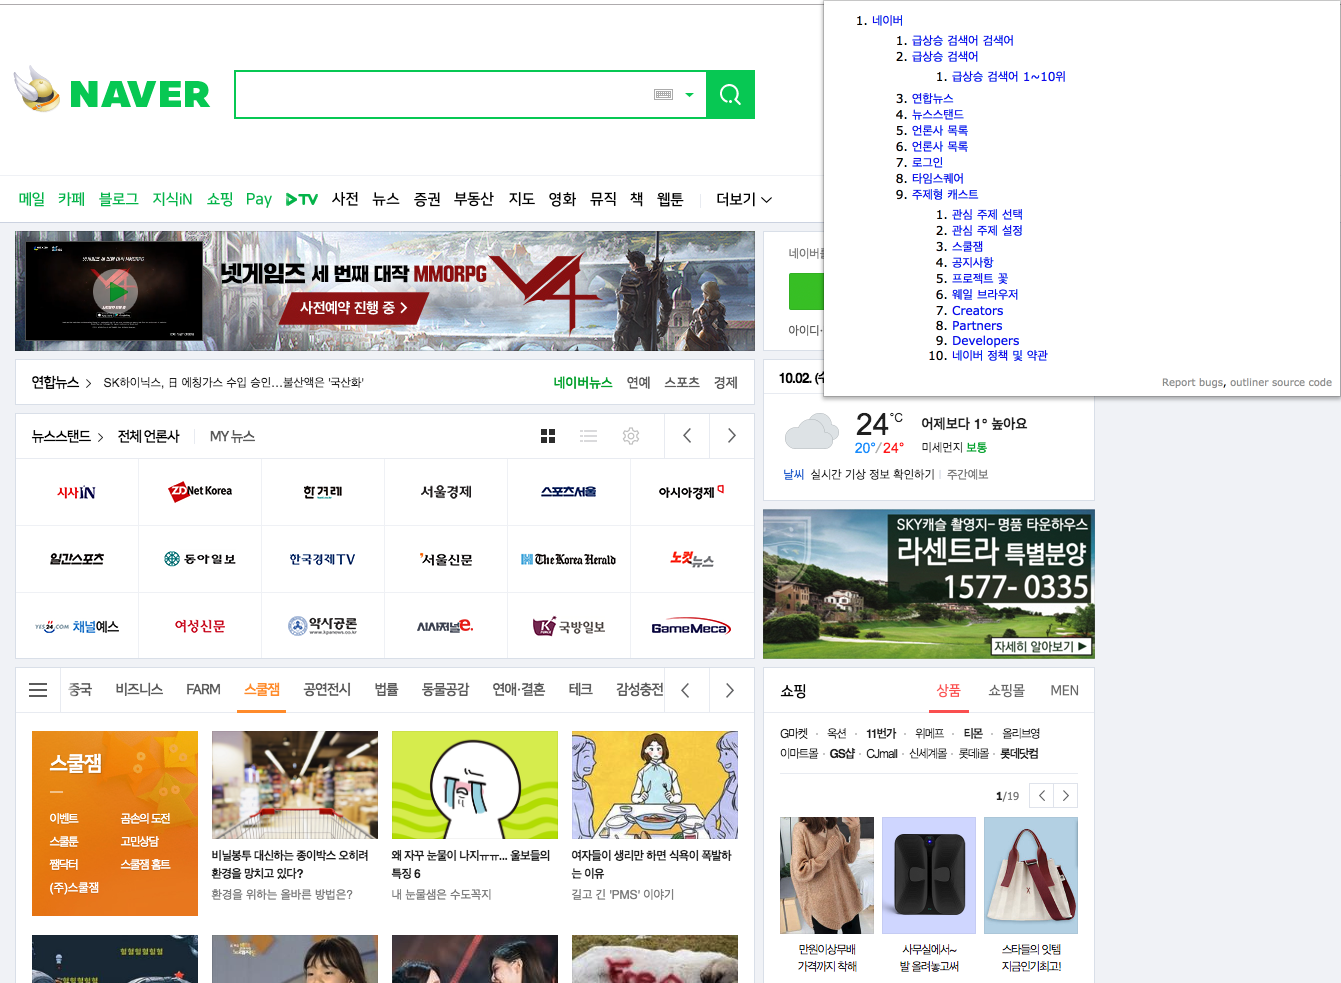 1. 네이버
1. 급상승 검색어 검색어
2. 급상승 검색어
1. 급상승 검색어 1~10위
3. 연합뉴스
4. 뉴스스탠드
5. 언론사 목록
6. 언론사 목록
7. 로그인
8. 타임스퀘어
9. 주제형 캐스트
1. 관심 주제 선택
2. 관심 주제 설정
3. 스쿨잼
4. 공지사항
5. 프로젝트 꽃
6. 웨일 브라우저
7. Creators
8. Partners
9. Developers
10. 네이버 정책 및 약관
Report bugs, outliner source code
NAVER
메일 카페 블로그 지식iN 쇼핑 Pay TV 사전 뉴스 증권 부동산 지도 영화 뮤직 책 웹툰 더보기
넷게임즈 세 번째 대작 MMORPG
V4
사전예약 진행 중 >
네이버를
아이디·
연합뉴스 > SK하이닉스, 日 에칭가스 수입 승인…불산액은 '국산화'
네이버뉴스 연예 스포츠 경제
10.02. (수
24°C 어제보다 1° 높아요
20°/24° 미세먼지 보통
날씨 실시간 기상 정보 확인하기 주간예보
뉴스스탠드 > 전체 언론사 MY 뉴스
시사iN ZDNet Korea 한겨레 서울경제 스포츠서울 아시아경제
일간스포츠 동아일보 한국경제TV 서울신문 The Korea Herald 노컷뉴스
YES24.COM 채널예스 여성신문 약사공론 시사저널e. 국방일보 GameMeca
www.kpanews.co.kr
SKY캐슬 촬영지-명품 타운하우스
라센트라 특별분양
1577-0335
자세히 알아보기 ▶
중국 비즈니스 FARM 스쿨잼 공연전시 법률 동물공감 연애·결혼 테크 감성충전
쇼핑 상품 쇼핑몰 MEN
G마켓 · 옥션 · 11번가 · 위메프 · 티몬 · 올리브영
이마트몰 · GS샵 · CJmall · 신세계몰 · 롯데i몰 · 롯데닷컴
1/19
스쿨잼
이벤트 곰손의 도전
스쿨툰 고민상담
쨈닥터 스쿨잼 홈트
(주)스쿨잼
비닐봉투 대신하는 종이박스 오히려
환경을 망치고 있다?
환경을 위하는 올바른 방법은?
왜 자꾸 눈물이 나지ㅠㅠ... 울보들의
특징 6
내 눈물샘은 수도꼭지
여자들이 생리만 하면 식욕이 폭발하
는 이유
길고 긴 'PMS' 이야기
만원이상무배
가격까지 착해
사무실에서~
발 올려놓고써
스타들의 잇템
지금인기최고!
힘힘힘힘힘힘